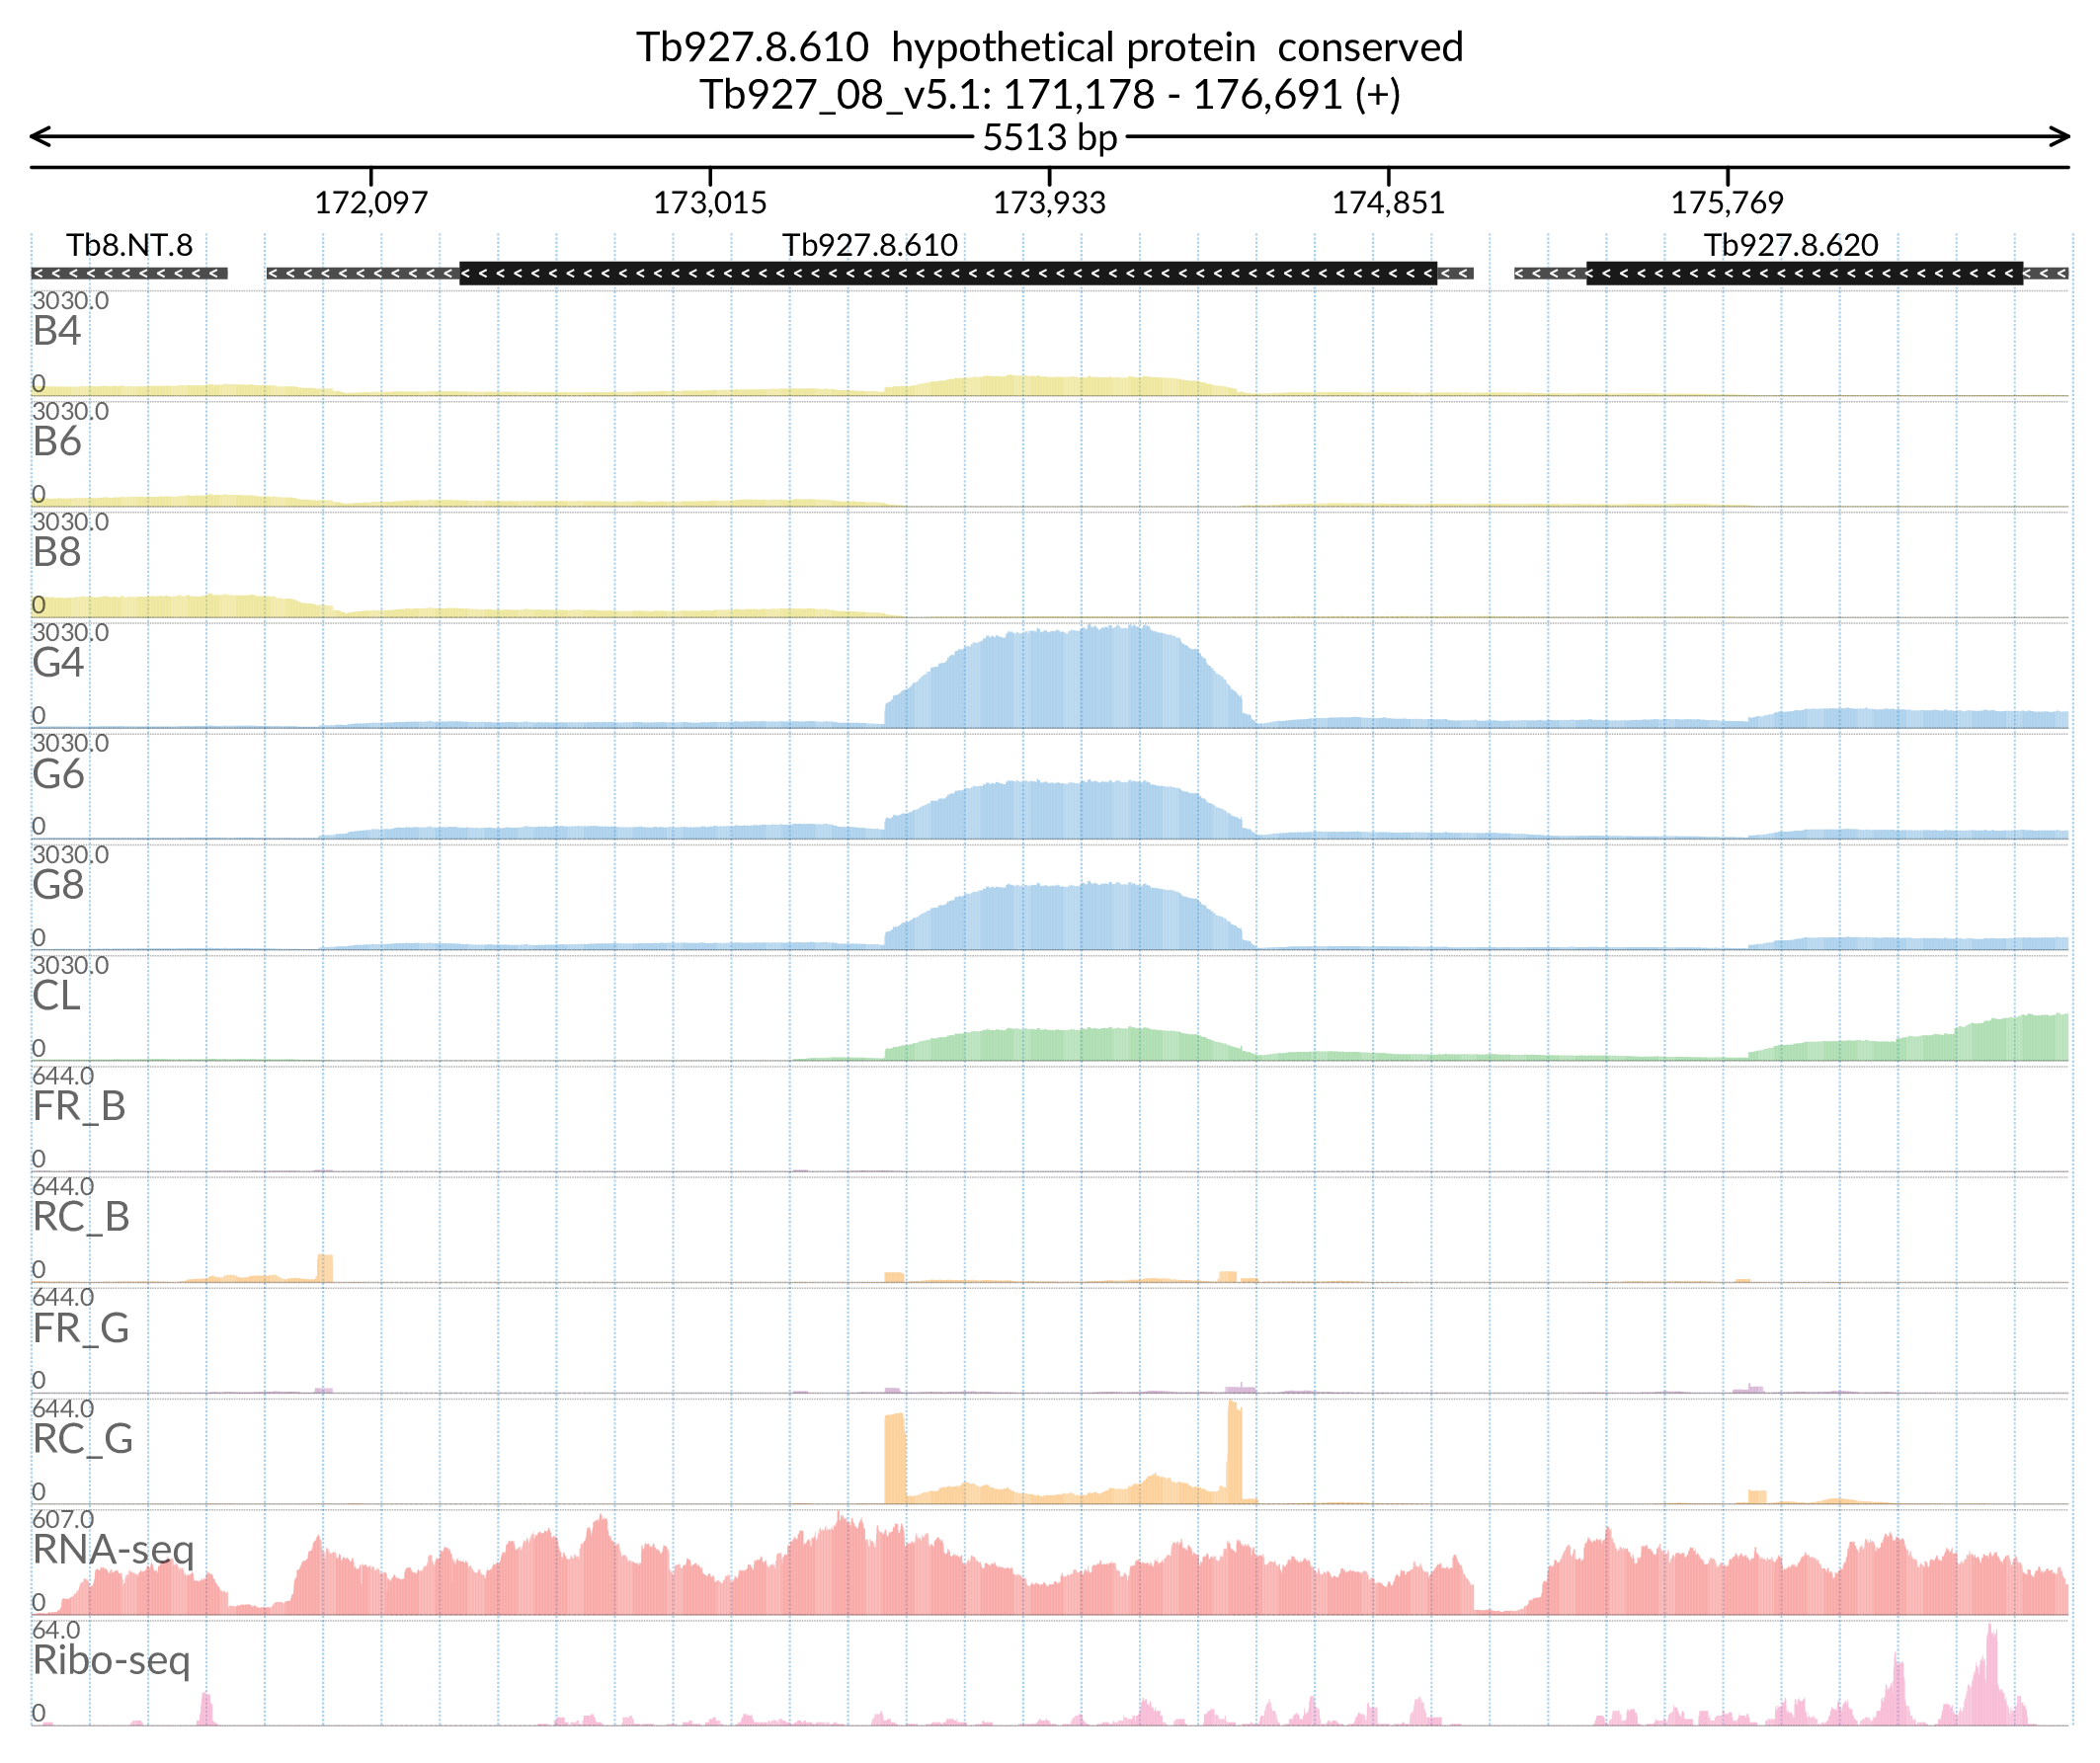 Tb927.8.610 hypothetical protein conserved
Tb927_08_v5.1: 171,178 - 176,691 (+)
5513 bp
172,097 173,015 173,933 174,851 175,769
Tb8.NT.8 Tb927.8.610 Tb927.8.620
3030.0
B4
0
3030.0
B6
0
3030.0
B8
0
3030.0
G4
0
3030.0
G6
0
3030.0
G8
0
3030.0
CL
0
644.0
FR_B
0
644.0
RC_B
0
644.0
FR_G
0
644.0
RC_G
0
607.0
RNA-seq
0
64.0
Ribo-seq
0